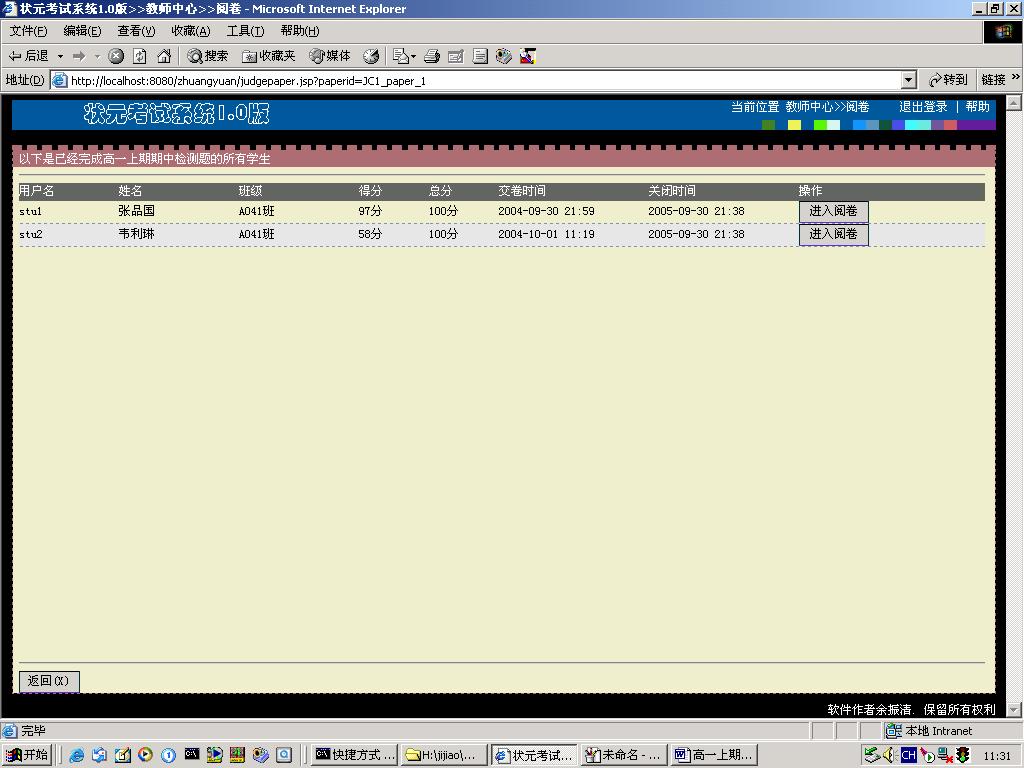 状元考试系统1.0版>>教师中心>>阅卷 - Microsoft Internet Explorer
文件(F) 编辑(E) 查看(V) 收藏(A) 工具(T) 帮助(H)
后退 搜索 收藏夹 媒体
地址(D) http://localhost:8080/zhuangyuan/judgepaper.jsp?paperid=JC1_paper_1 转到 链接 »
状元考试系统1.0版 当前位置 教师中心>>阅卷 退出登录 | 帮助
以下是已经完成高一上期期中检测题的所有学生
用户名 姓名 班级 得分 总分 交卷时间 关闭时间 操作
stu1 张品国 A041班 97分 100分 2004-09-30 21:59 2005-09-30 21:38 进入阅卷
stu2 韦利琳 A041班 58分 100分 2004-10-01 11:19 2005-09-30 21:38 进入阅卷
返回(X)
软件作者余振清. 保留所有权利
完毕 本地 Intranet
开始 快捷方式 ... H:\jijiao\... 状元考试... 未命名 - ... 高一上期... CH 11:31